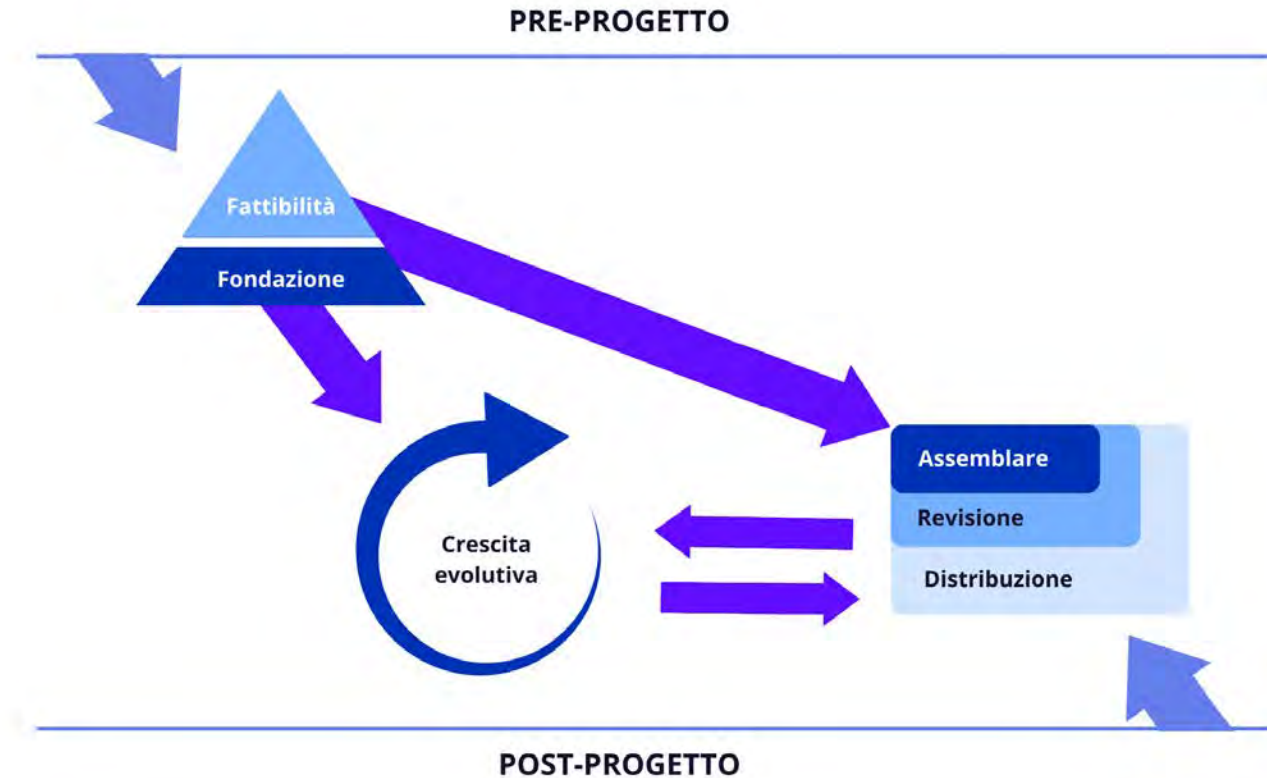 PRE-PROGETTO
Fattibilità
Fondazione
Crescita
evolutiva
Assemblare
Revisione
Distribuzione
POST-PROGETTO